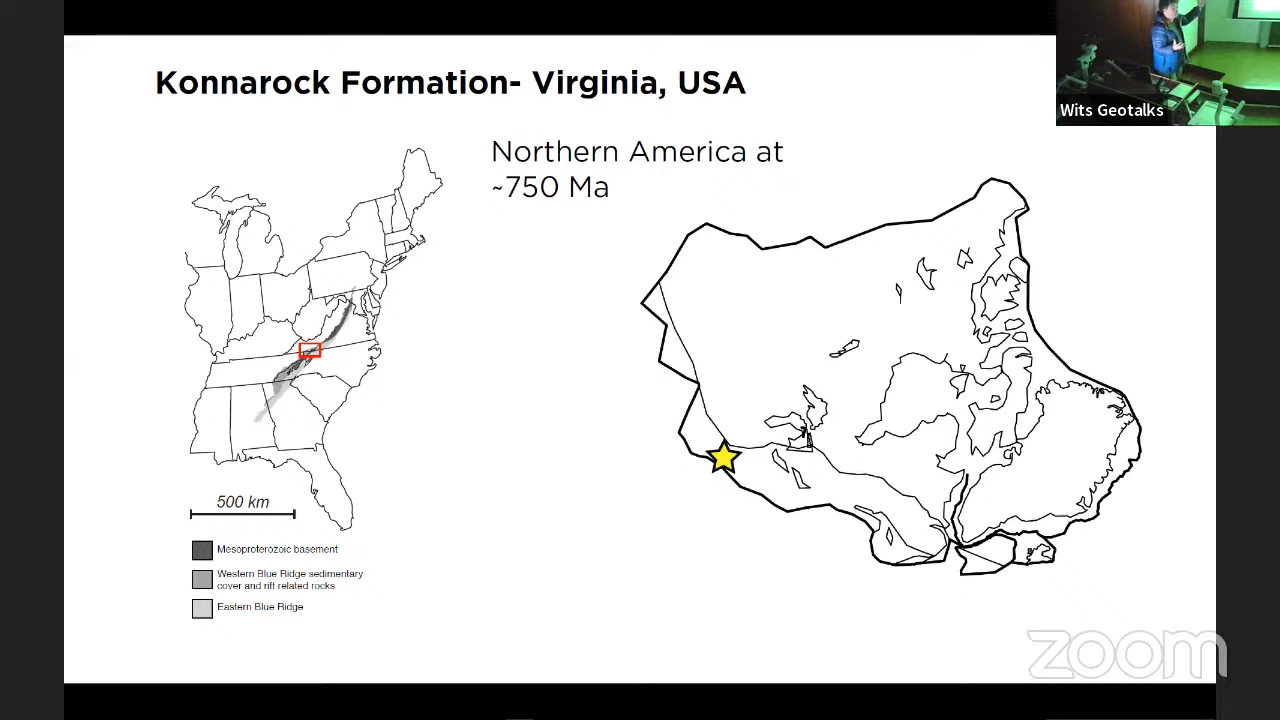 Konnarock Formation- Virginia, USA
Wits Geotalks
Northern America at
~750 Ma
500 km
Mesoproterozoic basement
Western Blue Ridge sedimentary
cover and rift related rocks
Eastern Blue Ridge
zoom